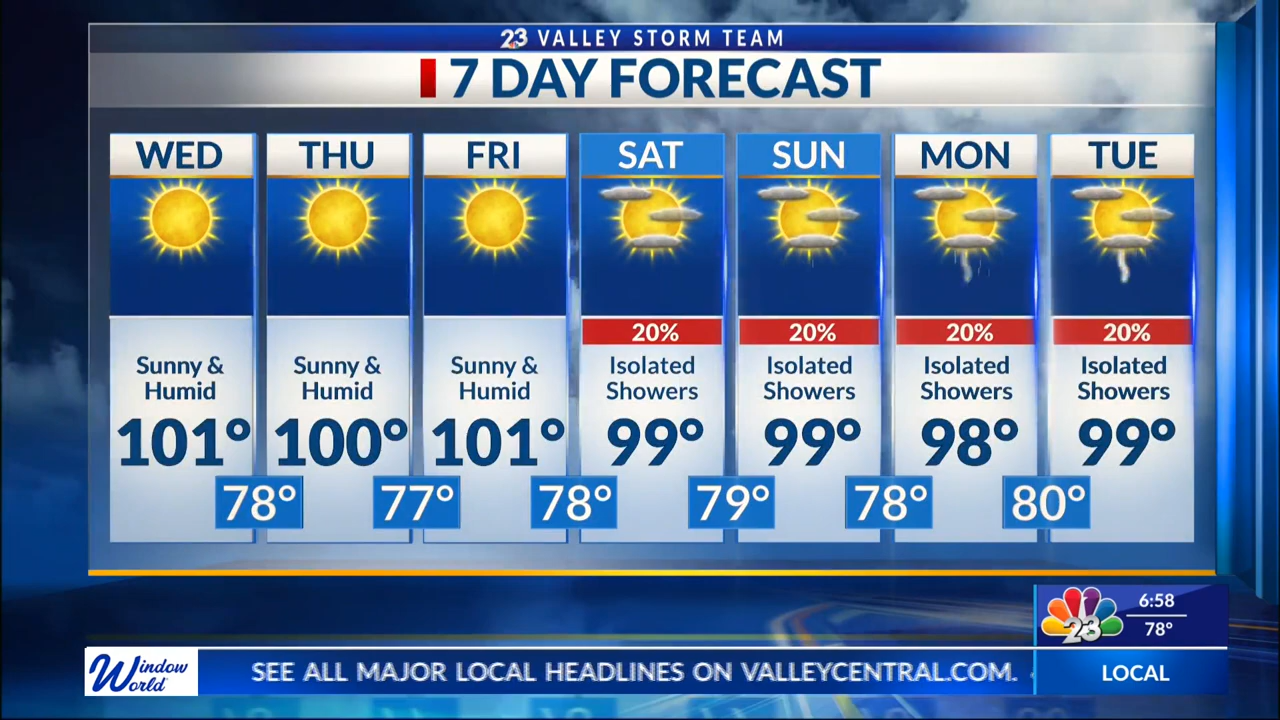 23 VALLEY STORM TEAM
7 DAY FORECAST
WED
THU
FRI
SAT
SUN
MON
TUE
20%
20%
20%
20%
Sunny &
Humid
Sunny &
Humid
Sunny &
Humid
Isolated
Showers
Isolated
Showers
Isolated
Showers
Isolated
Showers
101°
100°
101°
99°
99°
98°
99°
78°
77°
78°
79°
78°
80°
23
6:58
78°
Window
World
SEE ALL MAJOR LOCAL HEADLINES ON VALLEYCENTRAL.COM.
LOCAL